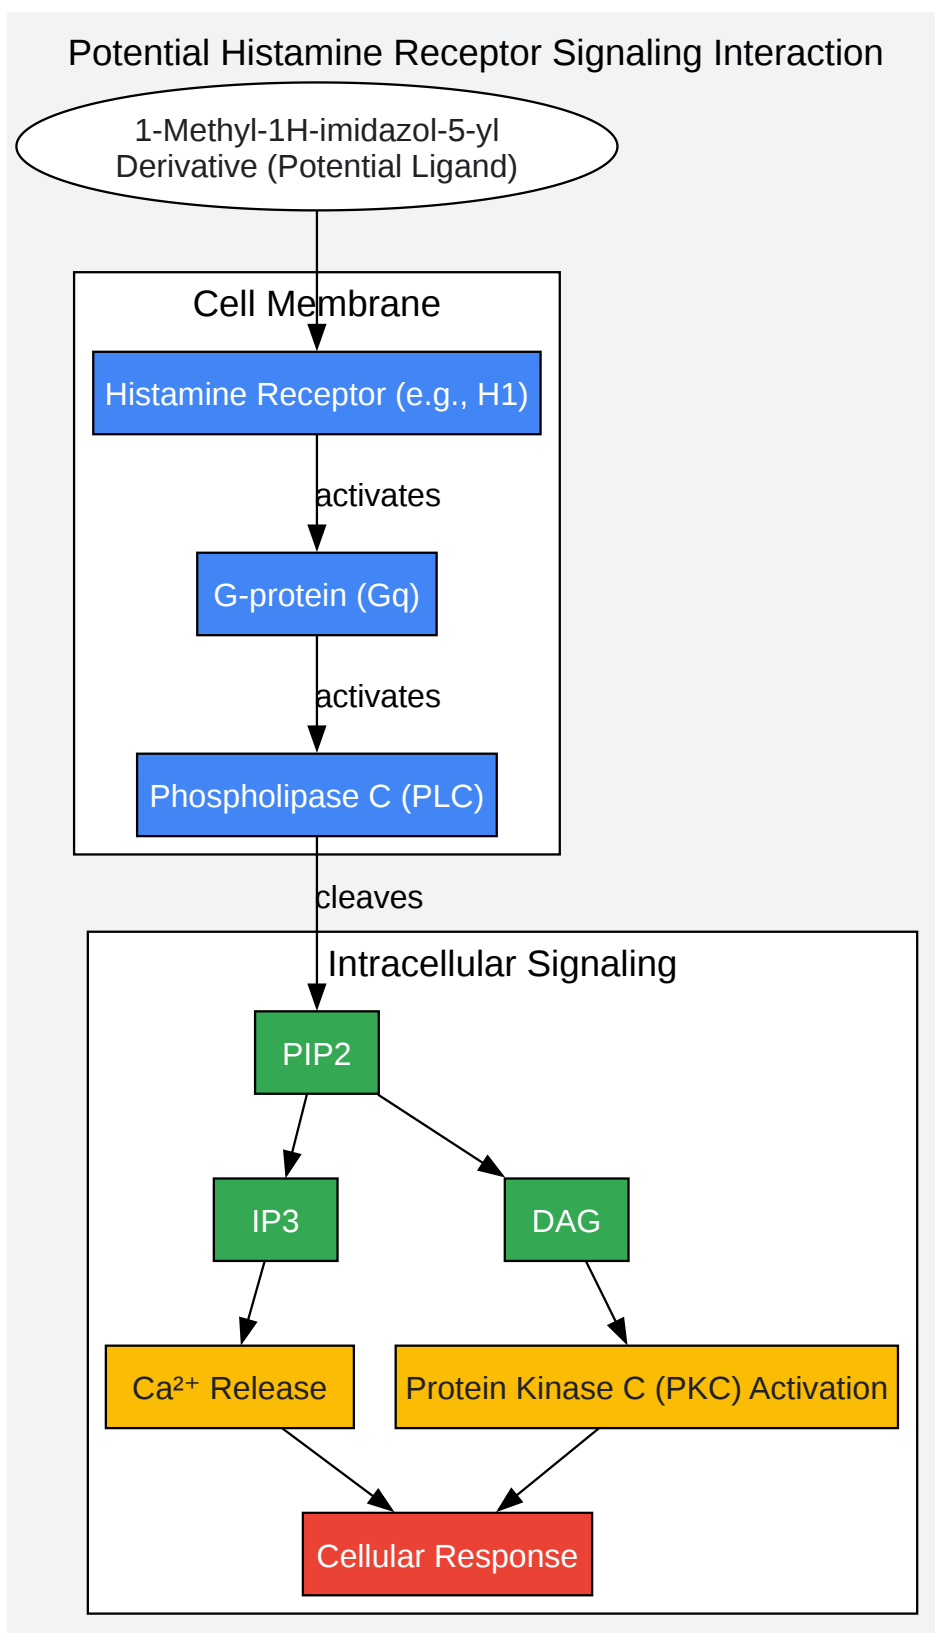 Potential Histamine Receptor Signaling Interaction
1-Methyl-1H-imidazol-5-yl
Derivative (Potential Ligand)
Cell Membrane
Histamine Receptor (e.g., H1)
activates
G-protein (Gq)
activates
Phospholipase C (PLC)
cleaves
Intracellular Signaling
PIP2
IP3
DAG
Ca²⁺ Release
Protein Kinase C (PKC) Activation
Cellular Response